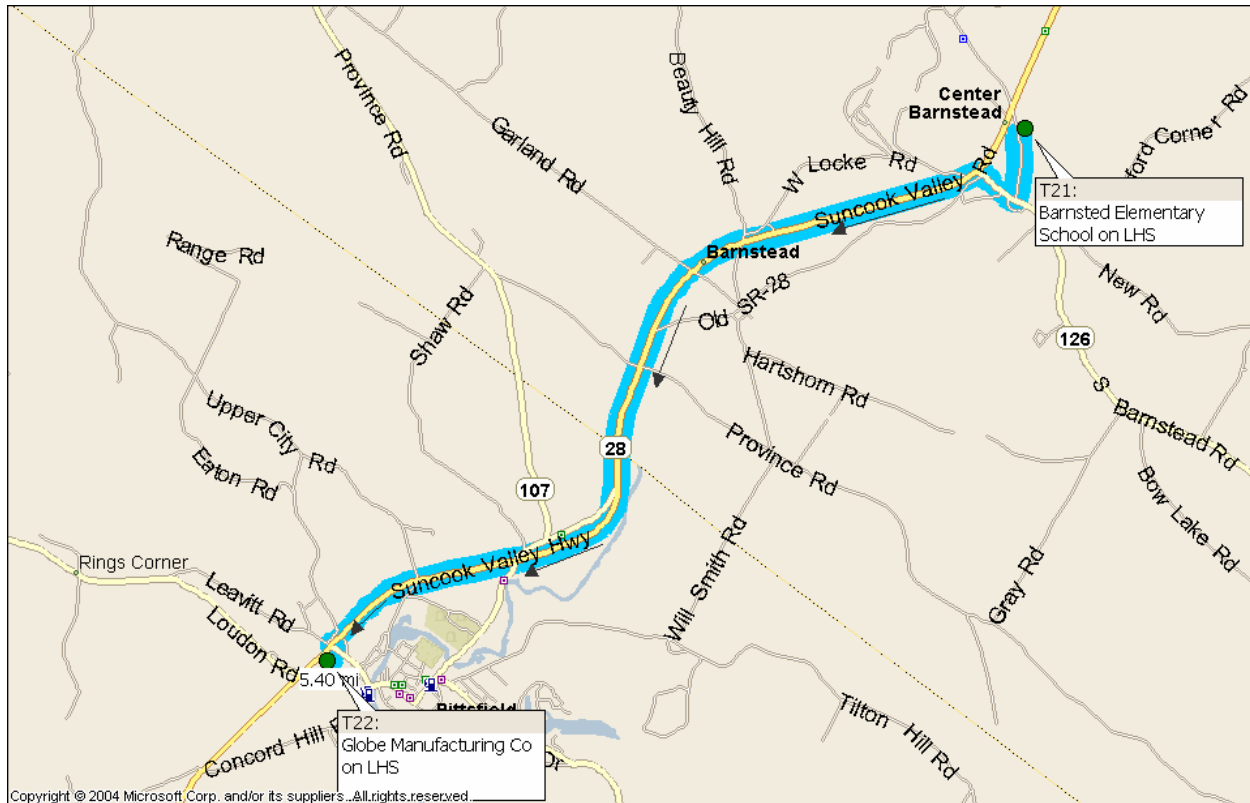 Province Rd
Garland Rd
Beauty Hill Rd
Center
Barnstead
W Locke Rd
Suncook Valley Rd
ford Corner Rd
T21:
Barnsted Elementary
School on LHS
Range Rd
Barnstead
Old SR-28
New Rd
Shaw Rd
126
Hartshorn Rd
S Barnstead Rd
Upper City Rd
Eaton Rd
28
Province Rd
Bow Lake Rd
107
Rings Corner
Suncook Valley Hwy
Will Smith Rd
Gray Rd
Leavitt Rd
Loudon Rd
5.40 mi
Pittsfield
Tilton Hill Rd
T22:
Globe Manufacturing Co
on LHS
Concord Hill
Dr
Copyright © 2004 Microsoft Corp. and/or its suppliers. All rights reserved.